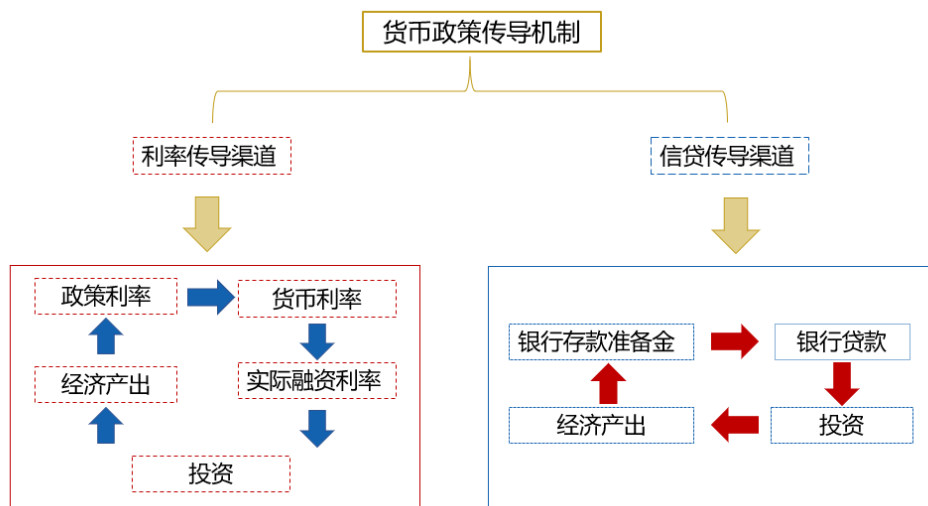 货币政策传导机制
利率传导渠道
信贷传导渠道
政策利率
货币利率
经济产出
实际融资利率
投资
银行存款准备金
银行贷款
经济产出
投资